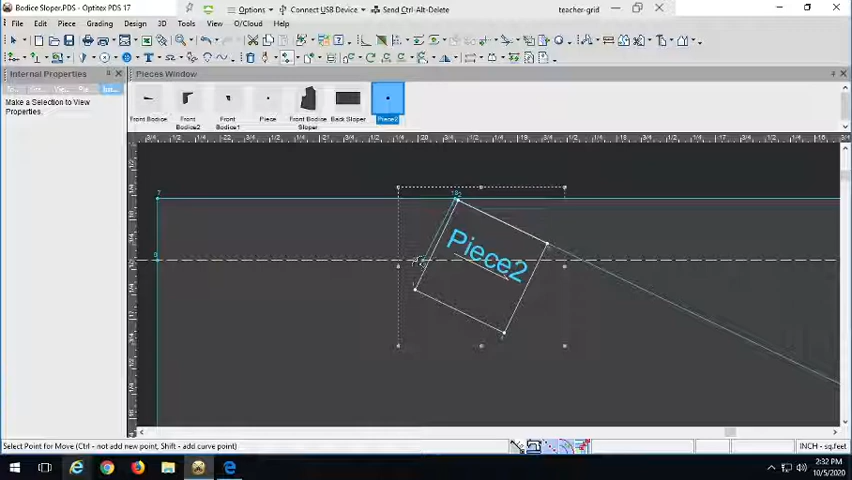 Bodice Sloper.PDS - Optitex PDS 17
Options
Connect USB Device
Send Ctrl-Alt-Delete
teacher-grid
File Piece Grading Design 3D Tools View O/Cloud Help
Internal Properties
Pieces Window
Make a Selection to View Properties.
Front Bodice
Front Bodice2
Front Bodice1
Piece
Front Bodice Sloper
Back Sloper
Piece2
Piece2
Select Point for Move (Ctrl - not add new point, Shift - add curve point)
INCH - sq.feet
2:32 PM
10/5/2020